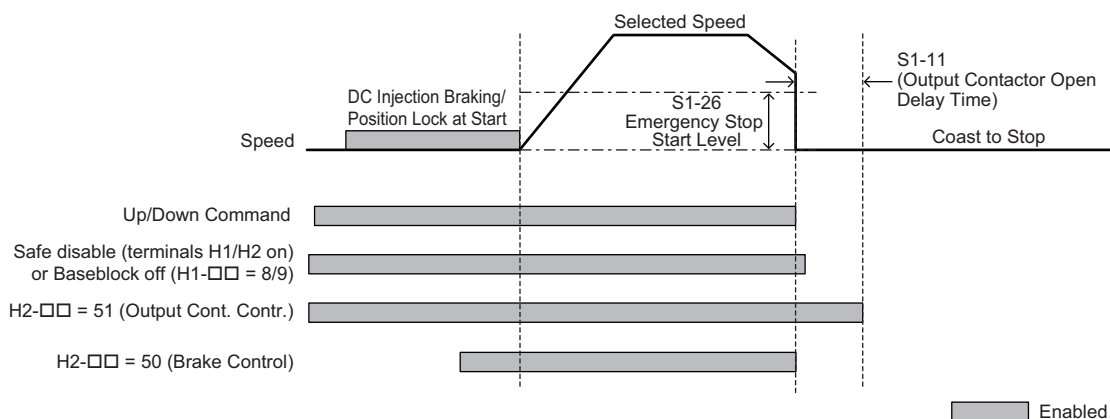 Selected Speed
S1-11
(Output Contactor Open
Delay Time)
DC Injection Braking/
Position Lock at Start
S1-26
Emergency Stop
Start Level
Speed
Coast to Stop
Up/Down Command
Safe disable (terminals H1/H2 on)
or Baseblock off (H1-□□ = 8/9)
H2-□□ = 51 (Output Cont. Contr.)
H2-□□ = 50 (Brake Control)
Enabled